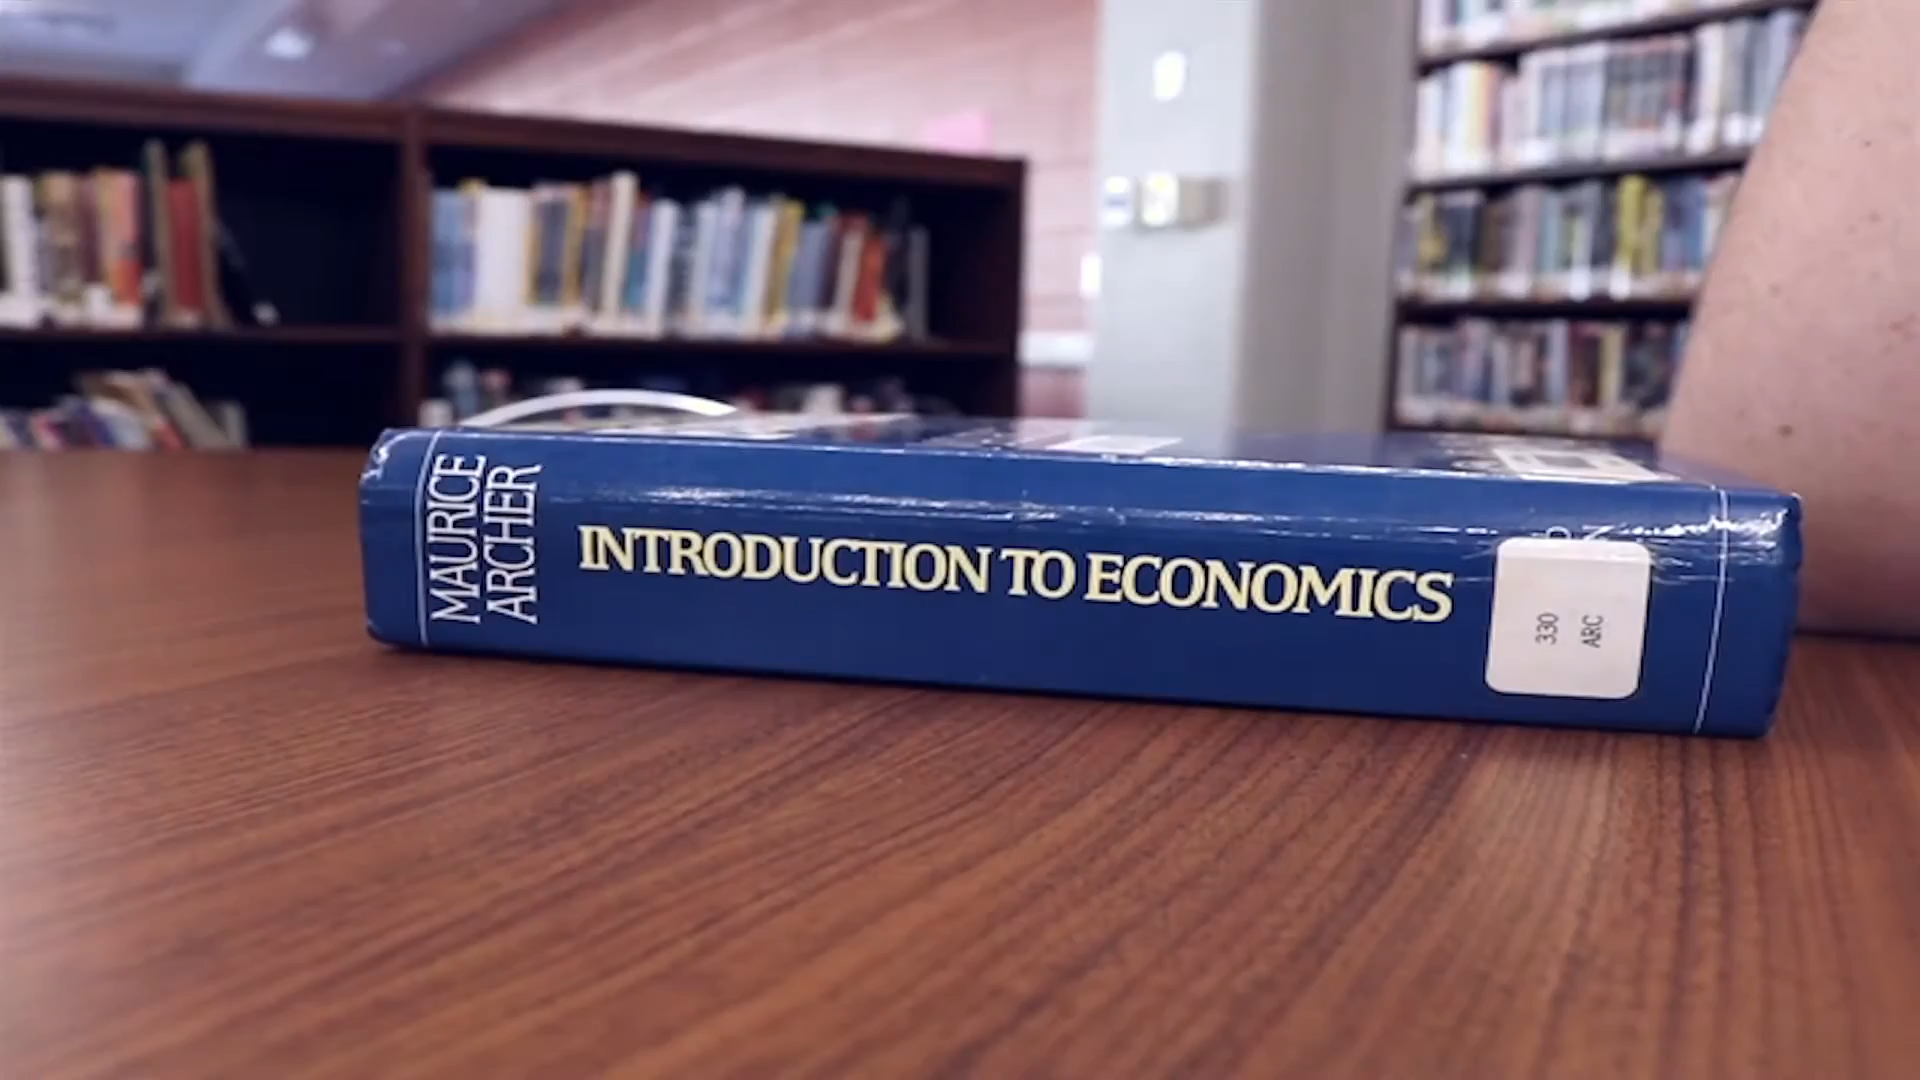 MAURICE
ARCHER
INTRODUCTION TO ECONOMICS
330
ARC